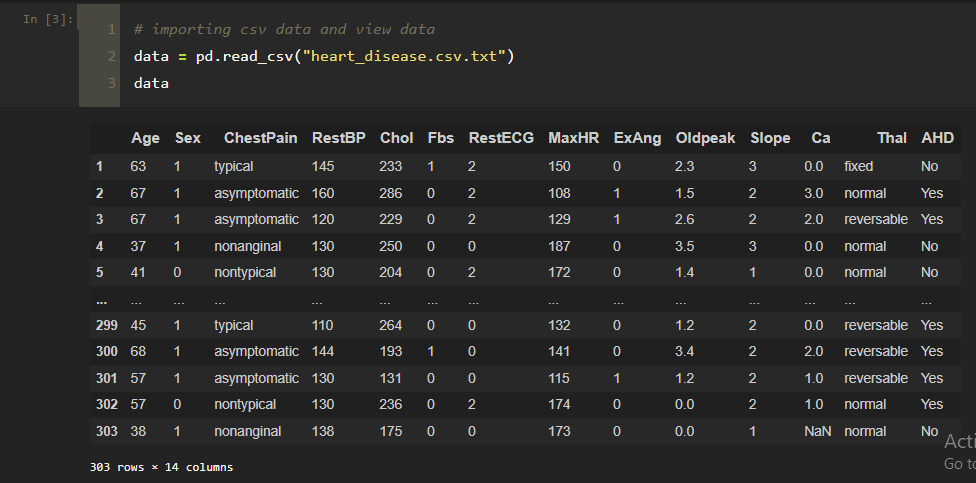 In [3]:
1 # importing csv data and view data
2 data = pd.read_csv("heart_disease.csv.txt")
3 data
Age Sex ChestPain RestBP Chol Fbs RestECG MaxHR ExAng Oldpeak Slope Ca Thal AHD
1 63 1 typical 145 233 1 2 150 0 2.3 3 0.0 fixed No
2 67 1 asymptomatic 160 286 0 2 108 1 1.5 2 3.0 normal Yes
3 67 1 asymptomatic 120 229 0 2 129 1 2.6 2 2.0 reversable Yes
4 37 1 nonanginal 130 250 0 0 187 0 3.5 3 0.0 normal No
5 41 0 nontypical 130 204 0 2 172 0 1.4 1 0.0 normal No
... ... ... ... ... ... ... ... ... ... ... ... ... ... ...
299 45 1 typical 110 264 0 0 132 0 1.2 2 0.0 reversable Yes
300 68 1 asymptomatic 144 193 1 0 141 0 3.4 2 2.0 reversable Yes
301 57 1 asymptomatic 130 131 0 0 115 1 1.2 2 1.0 reversable Yes
302 57 0 nontypical 130 236 0 2 174 0 0.0 2 1.0 normal Yes
303 38 1 nonanginal 138 175 0 0 173 0 0.0 1 NaN normal No
303 rows × 14 columns
Acti
Go to